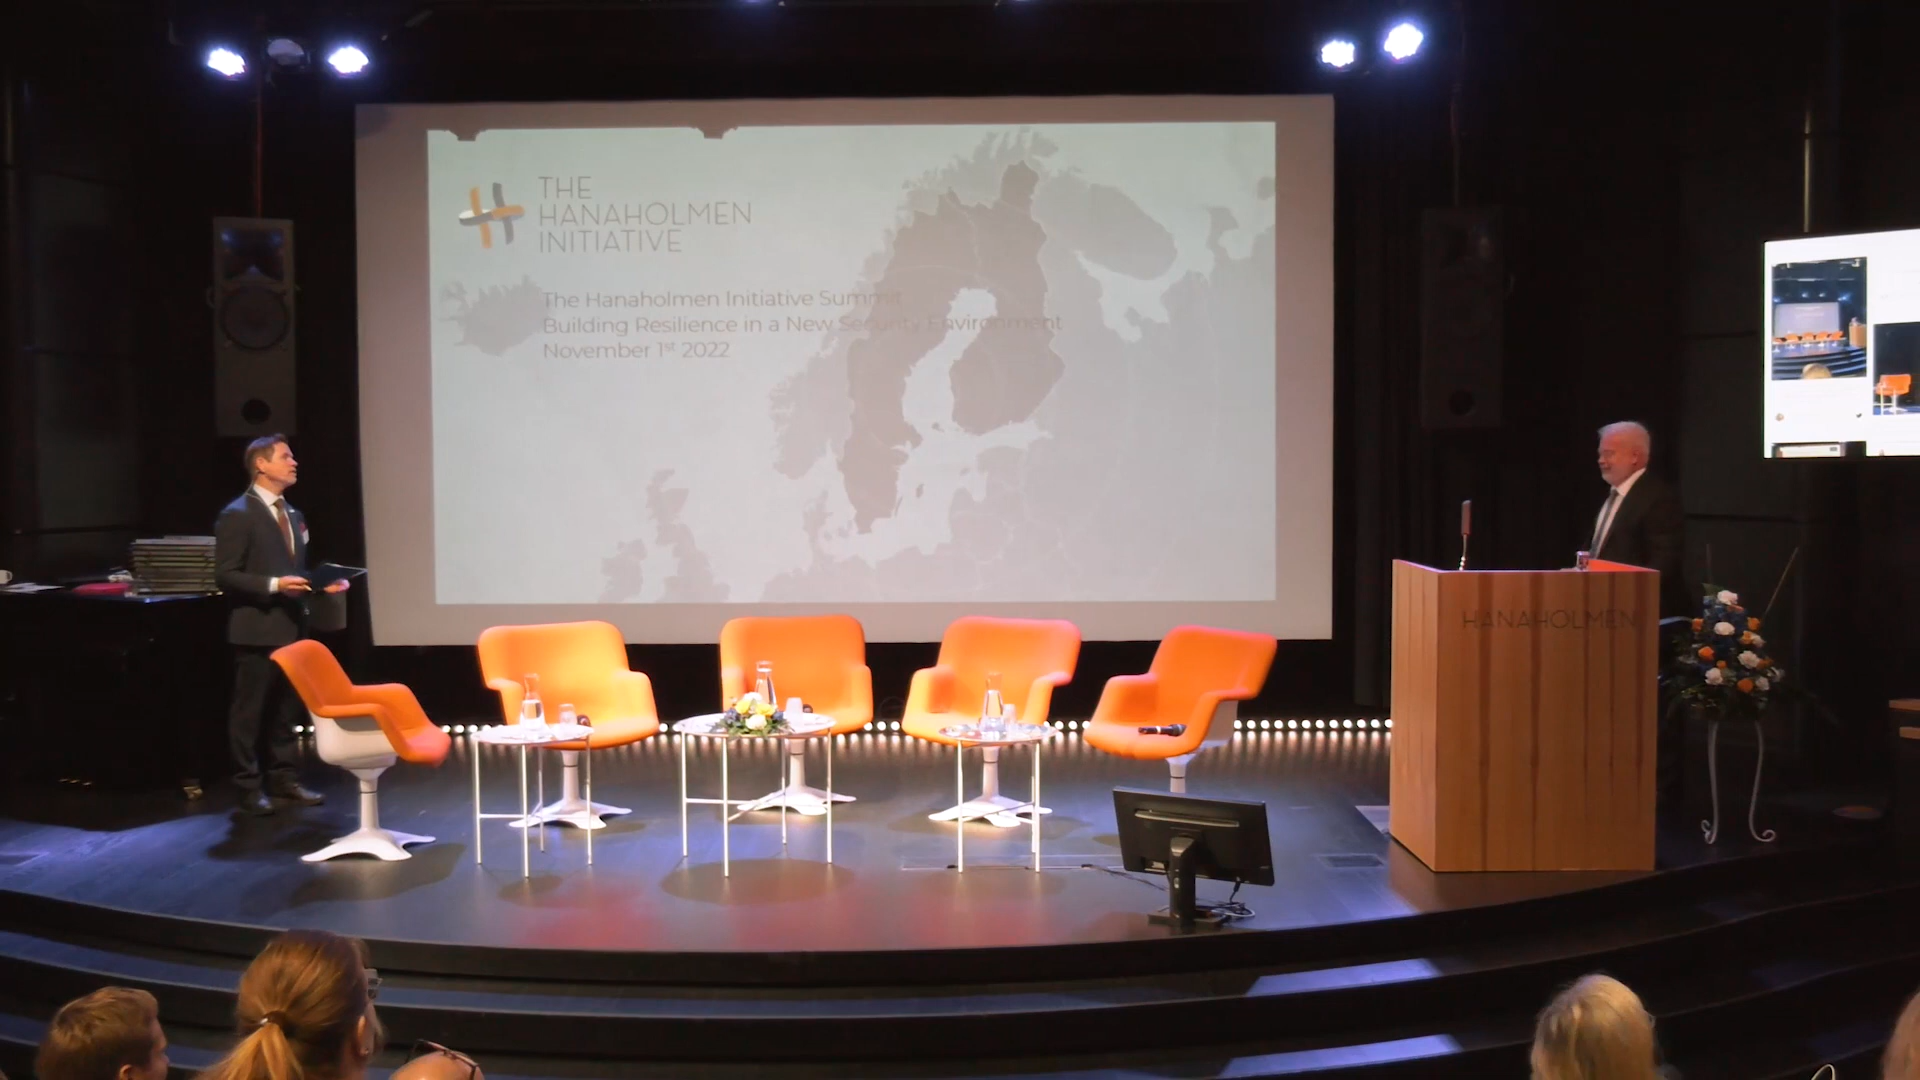 THE
HANAHOLMEN
INITIATIVE
The Hanaholmen Initiative Summit
Building Resilience in a New Security Environment
November 1st 2022
HANAHOLMEN